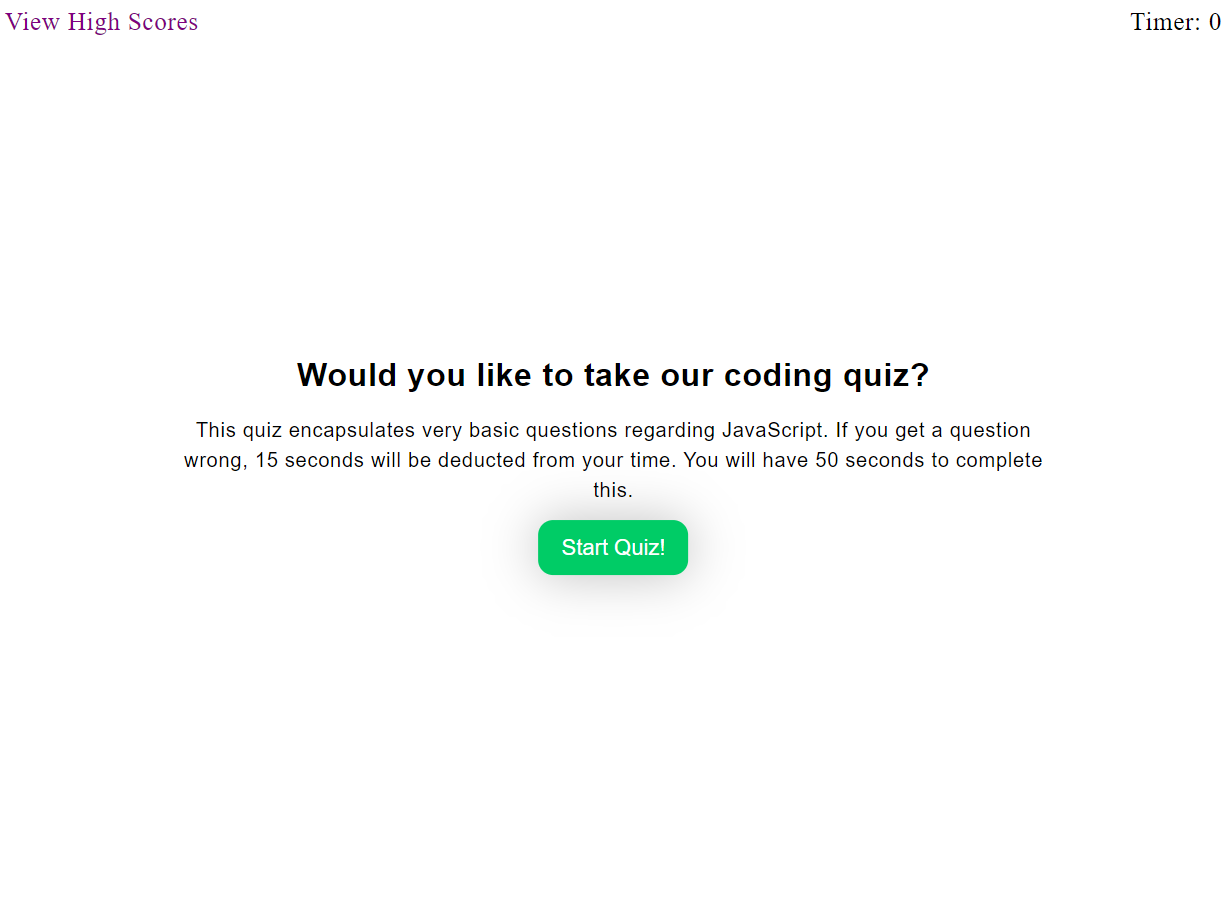 View High Scores
Timer: 0
Would you like to take our coding quiz?
This quiz encapsulates very basic questions regarding JavaScript. If you get a question
wrong, 15 seconds will be deducted from your time. You will have 50 seconds to complete
this.
Start Quiz!